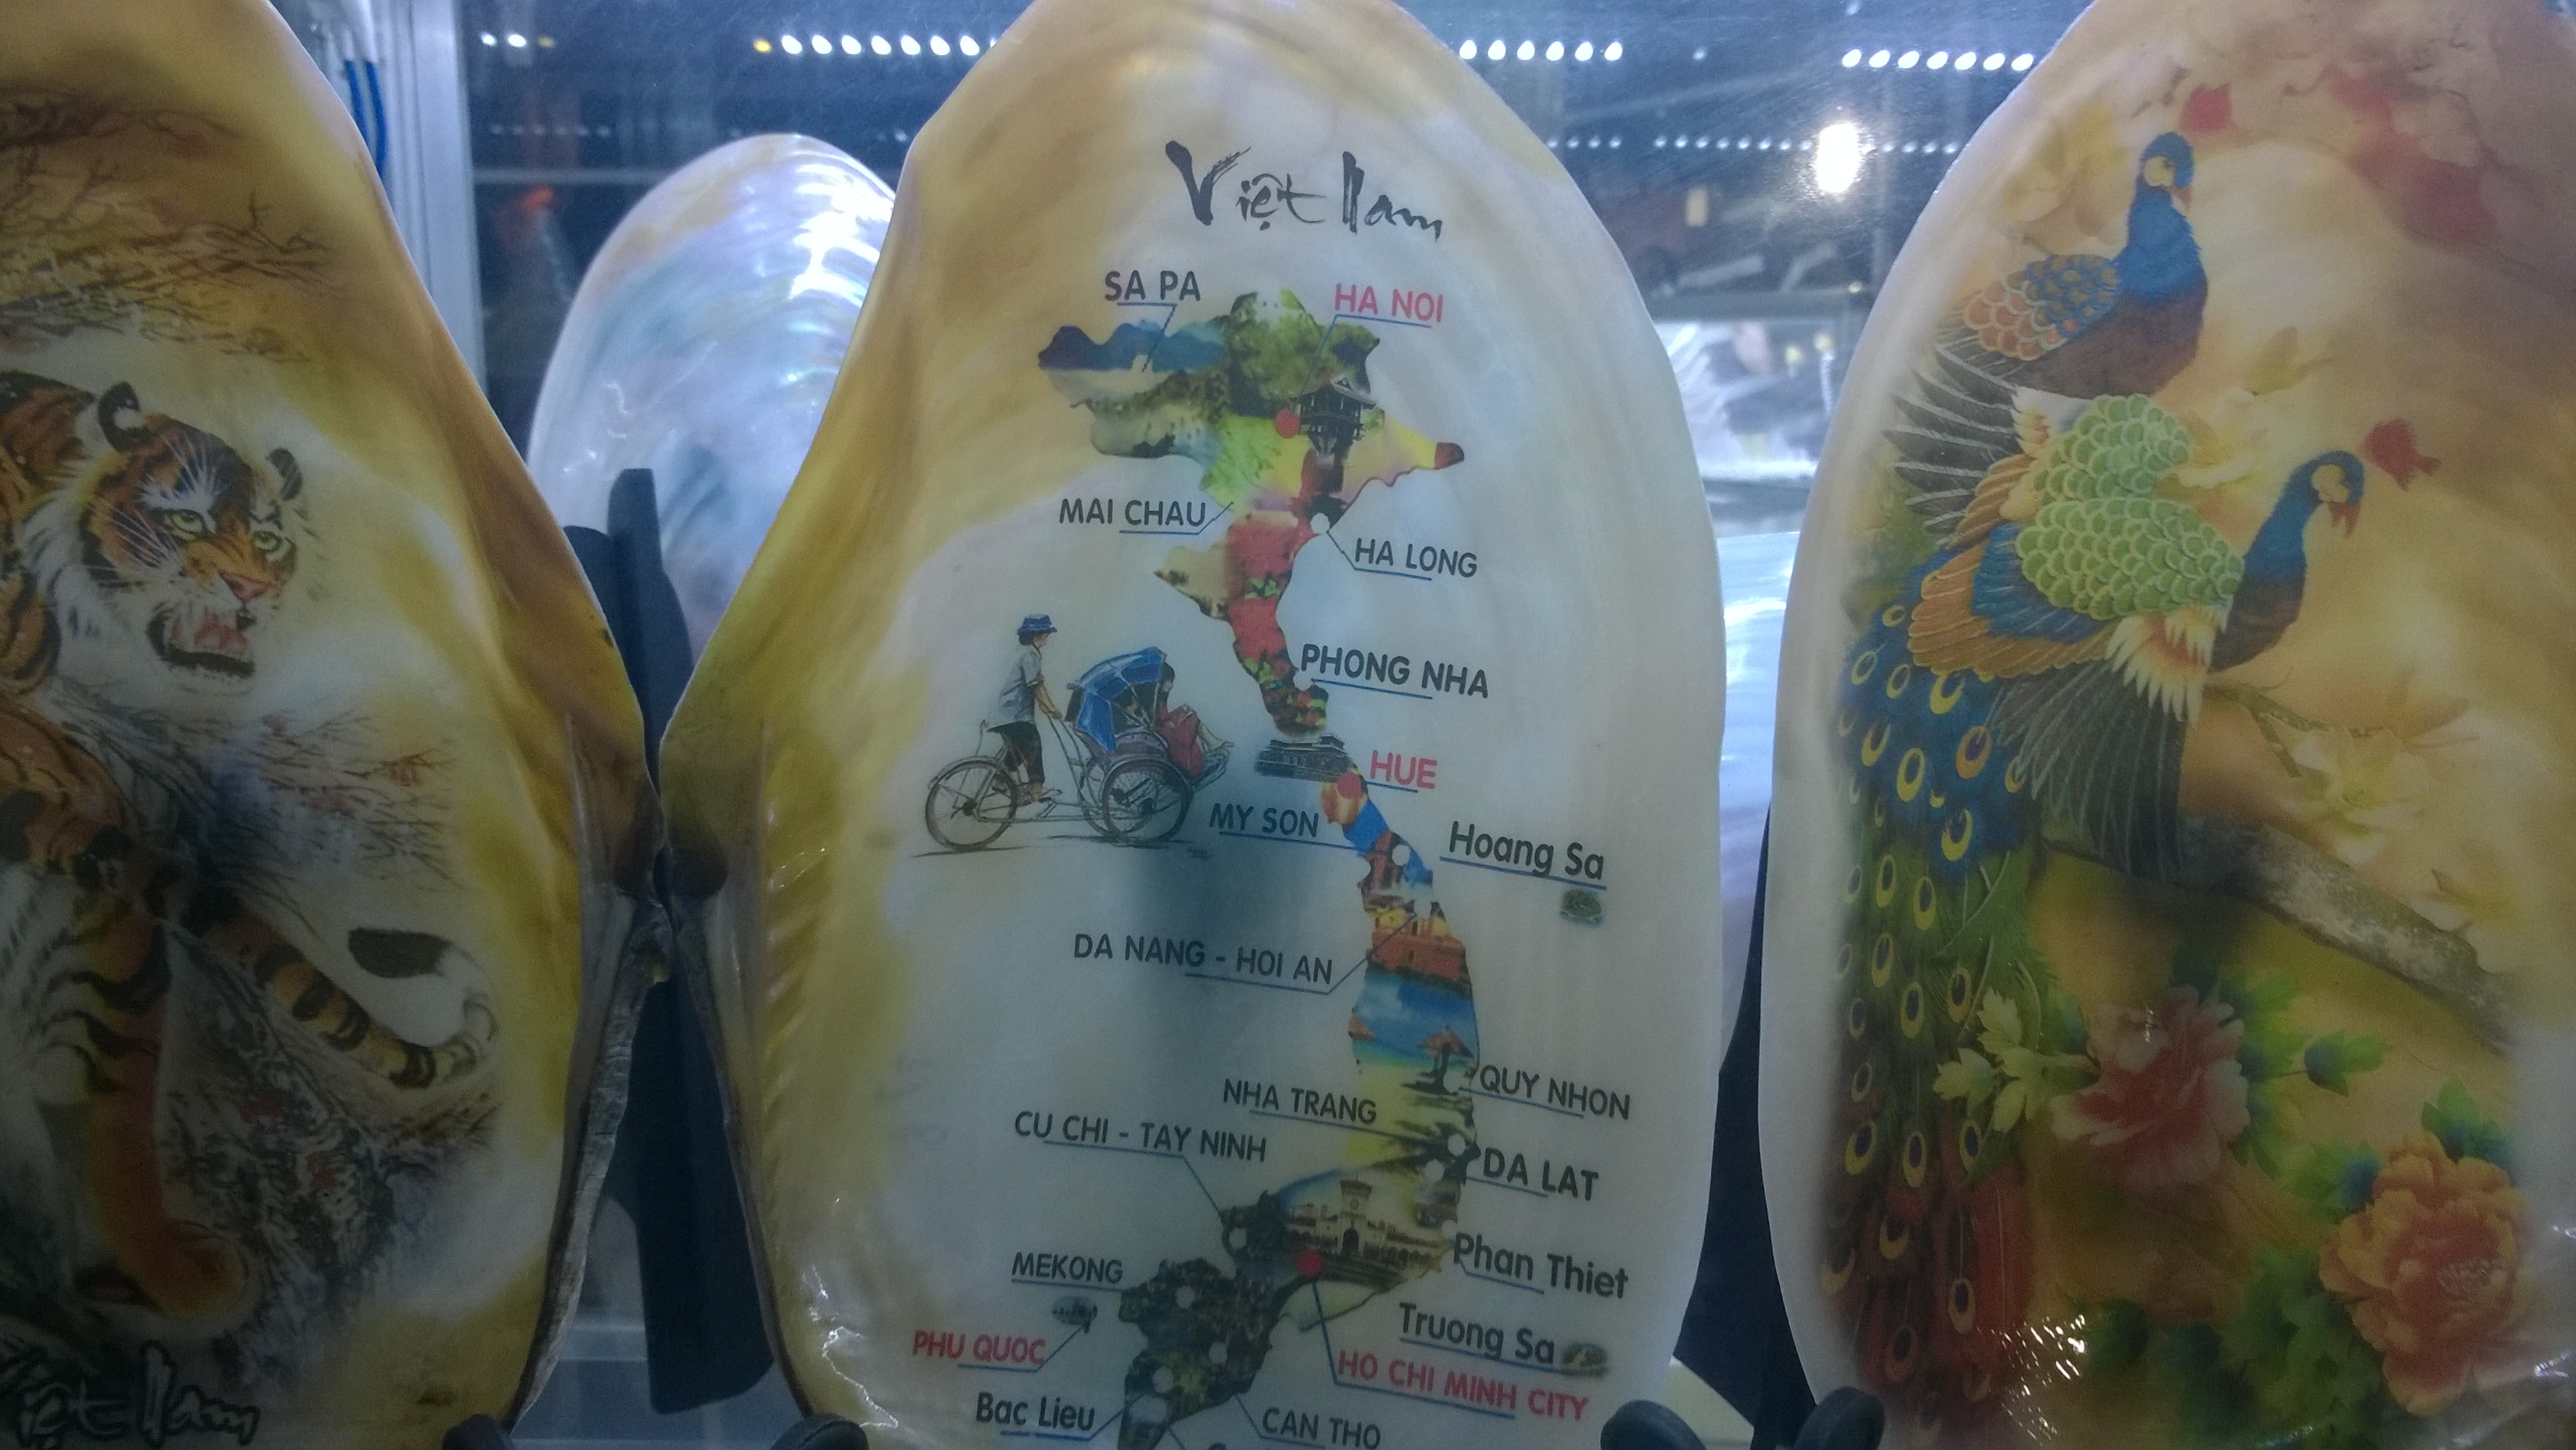 Việt Nam
SA PA
HA NOI
MAI CHAU
HA LONG
PHONG NHA
HUE
MY SON
Hoang Sa
DA NANG - HOI AN
QUY NHON
NHA TRANG
CU CHI - TAY NINH
DA LAT
Phan Thiet
MEKONG
Truong Sa
PHU QUOC
HO CHI MINH CITY
Bac Lieu
CAN THO
Việt Nam